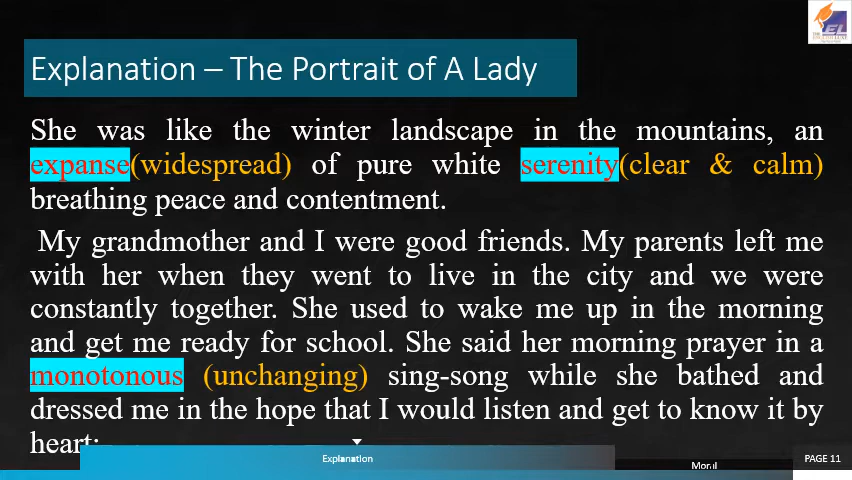 EL
Explanation – The Portrait of A Lady
She was like the winter landscape in the mountains, an
expanse(widespread) of pure white serenity(clear & calm)
breathing peace and contentment.
My grandmother and I were good friends. My parents left me
with her when they went to live in the city and we were
constantly together. She used to wake me up in the morning
and get me ready for school. She said her morning prayer in a
monotonous (unchanging) sing-song while she bathed and
dressed me in the hope that I would listen and get to know it by
heart;
Explanation
Moral
PAGE 11